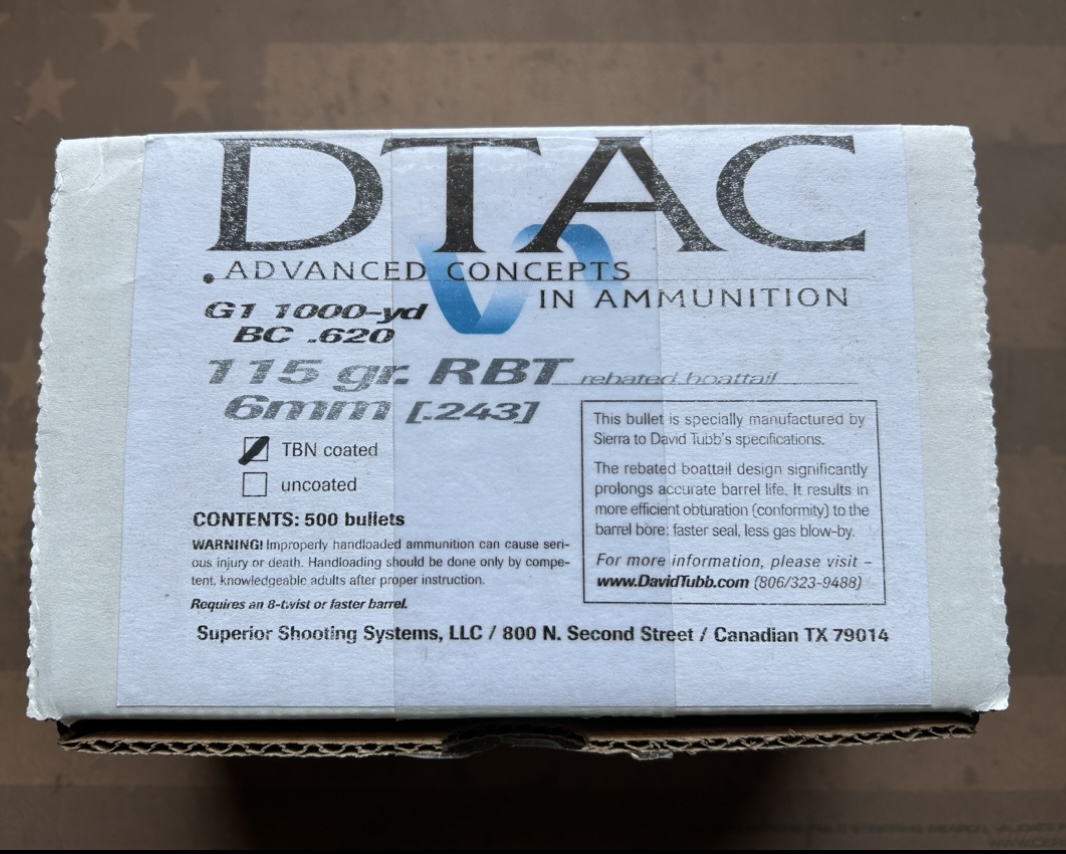 DTAC
.ADVANCED CONCEPTS
IN AMMUNITION
G1 1000-yd
BC .620
115 gr. RBT rebated boattail
6mm [.243]
TBN coated
uncoated
CONTENTS: 500 bullets
WARNING! Improperly handloaded ammunition can cause seri-
ous injury or death. Handloading should be done only by compe-
tent, knowledgeable adults after proper instruction.
Requires an 8-twist or faster barrel.
This bullet is specially manufactured by
Sierra to David Tubb's specifications.
The rebated boattail design significantly
prolongs accurate barrel life. It results in
more efficient obturation (conformity) to the
barrel bore: faster seal, less gas blow-by.
For more information, please visit –
www.DavidTubb.com (806/323-9488)
Superior Shooting Systems, LLC / 800 N. Second Street / Canadian TX 79014